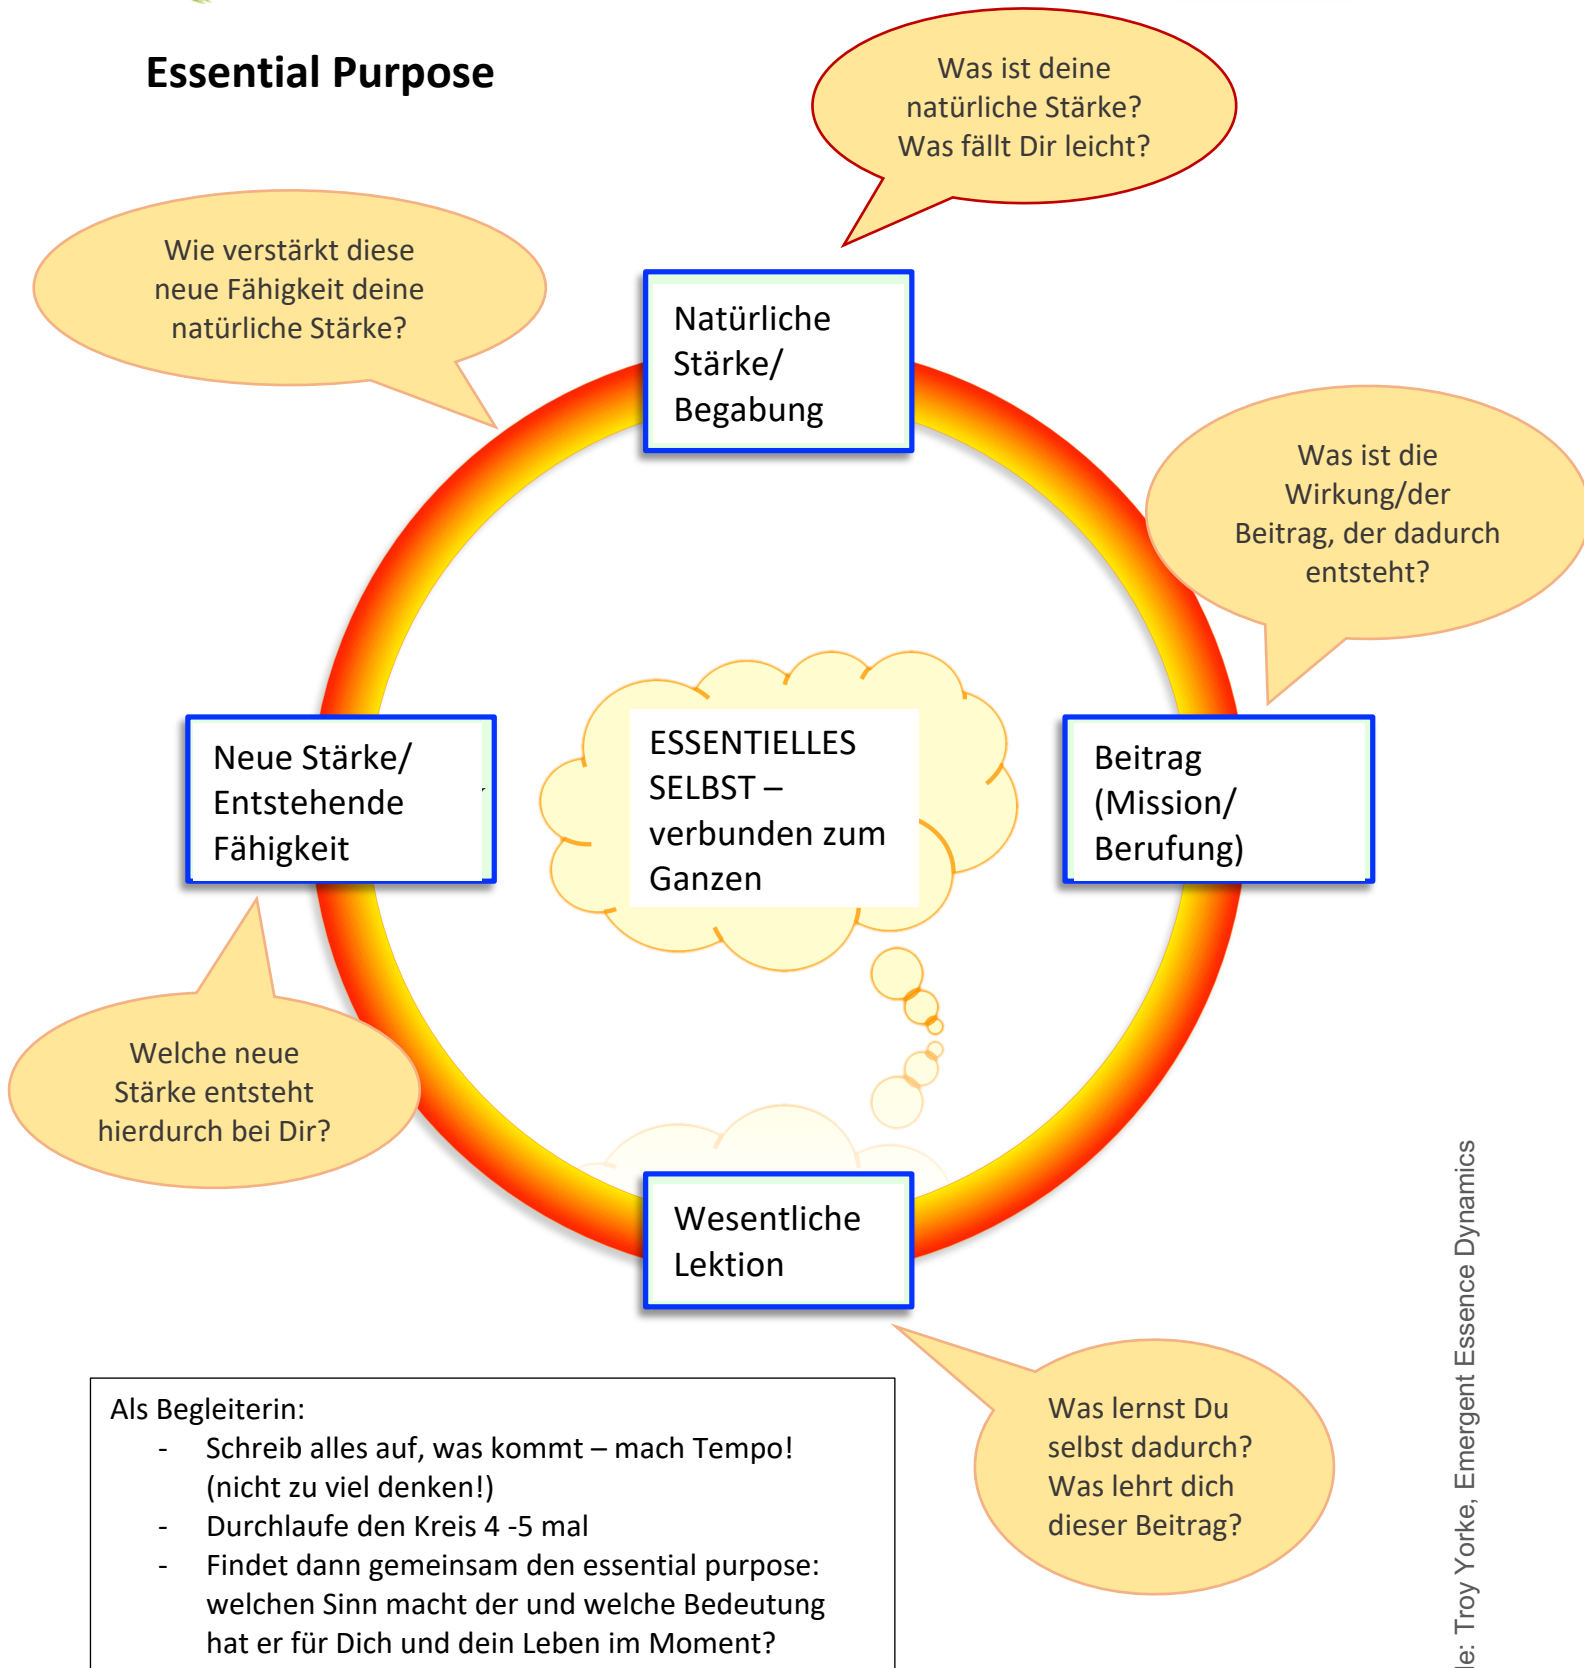 Essential Purpose
Was ist deine
natürliche Stärke?
Was fällt Dir leicht?
Wie verstärkt diese
neue Fähigkeit deine
natürliche Stärke?
Natürliche
Stärke/
Begabung
Was ist die
Wirkung/der
Beitrag, der dadurch
entsteht?
Neue Stärke/
Entstehende
Fähigkeit
ESSENTIELLES
SELBST –
verbunden zum
Ganzen
Beitrag
(Mission/
Berufung)
Welche neue
Stärke entsteht
hierdurch bei Dir?
Wesentliche
Lektion
Was lernst Du
selbst dadurch?
Was lehrt dich
dieser Beitrag?
Als Begleiterin:
- Schreib alles auf, was kommt – mach Tempo!
(nicht zu viel denken!)
- Durchlaufe den Kreis 4 -5 mal
- Findet dann gemeinsam den essential purpose:
welchen Sinn macht der und welche Bedeutung
hat er für Dich und dein Leben im Moment?
Troy Yorke, Emergent Essence Dynamics